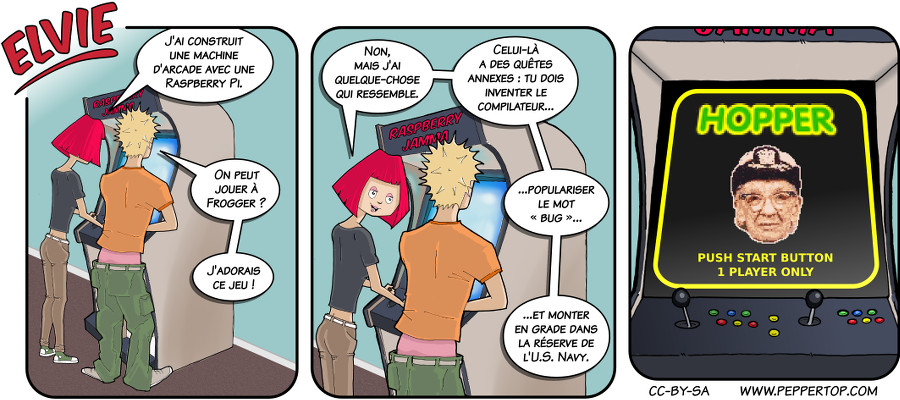 ELVIE
J'AI CONSTRUIT
UNE MACHINE
D'ARCADE AVEC UNE
RASPBERRY PI.
RASPBERRY
JAMMA
ON PEUT
JOUER À
FROGGER ?
J'ADORAIS
CE JEU !
NON,
MAIS J'AI
QUELQUE-CHOSE
QUI RESSEMBLE.
CELUI-LÀ
A DES QUÊTES
ANNEXES : TU DOIS
INVENTER LE
COMPILATEUR...
RASPBERRY
JAMMA
...POPULARISER
LE MOT
« BUG »...
...ET MONTER
EN GRADE DANS
LA RÉSERVE DE
L'U.S. NAVY.
JAMMA
HOPPER
PUSH START BUTTON
1 PLAYER ONLY
CC-BY-SA
WWW.PEPPERTOP.COM